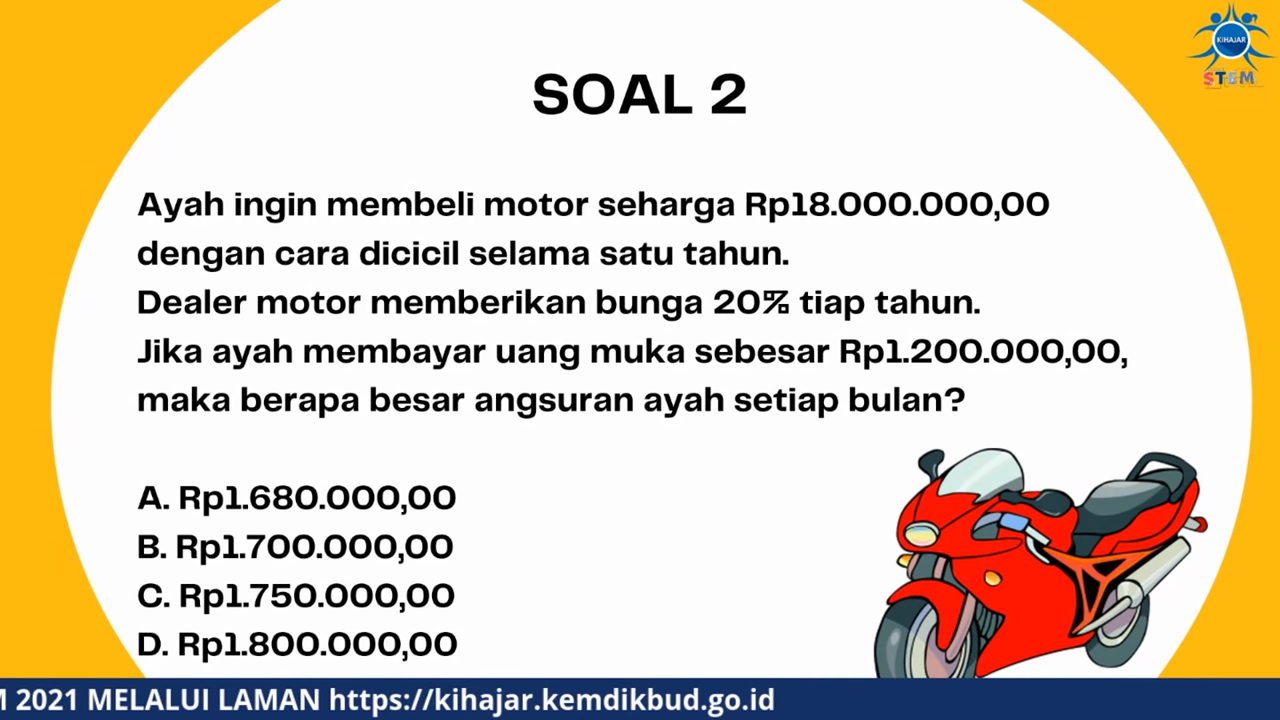 KIHAJAR
STEM
SOAL 2
Ayah ingin membeli motor seharga Rp18.000.000,00
dengan cara dicicil selama satu tahun.
Dealer motor memberikan bunga 20% tiap tahun.
Jika ayah membayar uang muka sebesar Rp1.200.000,00,
maka berapa besar angsuran ayah setiap bulan?
A. Rp1.680.000,00
B. Rp1.700.000,00
C. Rp1.750.000,00
D. Rp1.800.000,00
M 2021 MELALUI LAMAN https://kihajar.kemdikbud.go.id